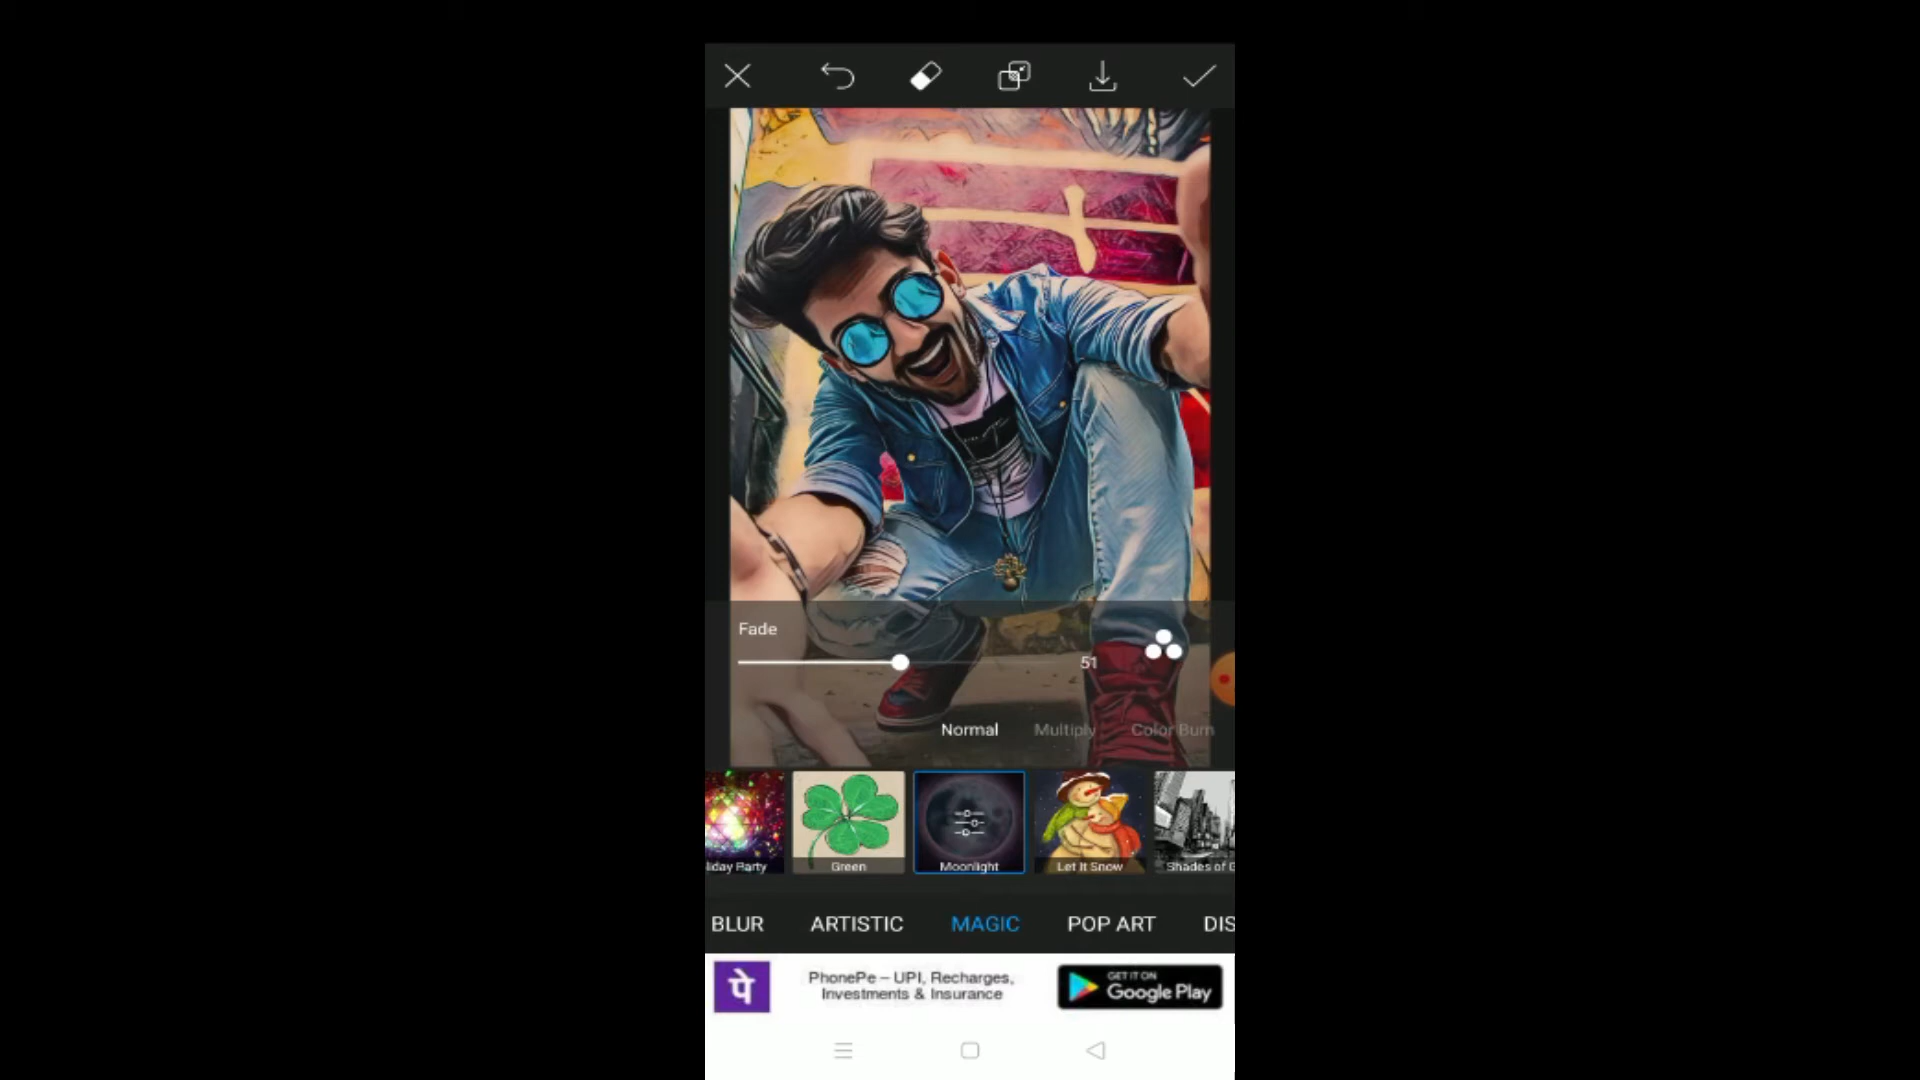 Fade
51
Normal Multiply Color Burn
liday Party Green Moonlight Let It Snow Shades of G
BLUR ARTISTIC MAGIC POP ART DIS
पे
PhonePe – UPI, Recharges,
Investments & Insurance
GET IT ON
Google Play